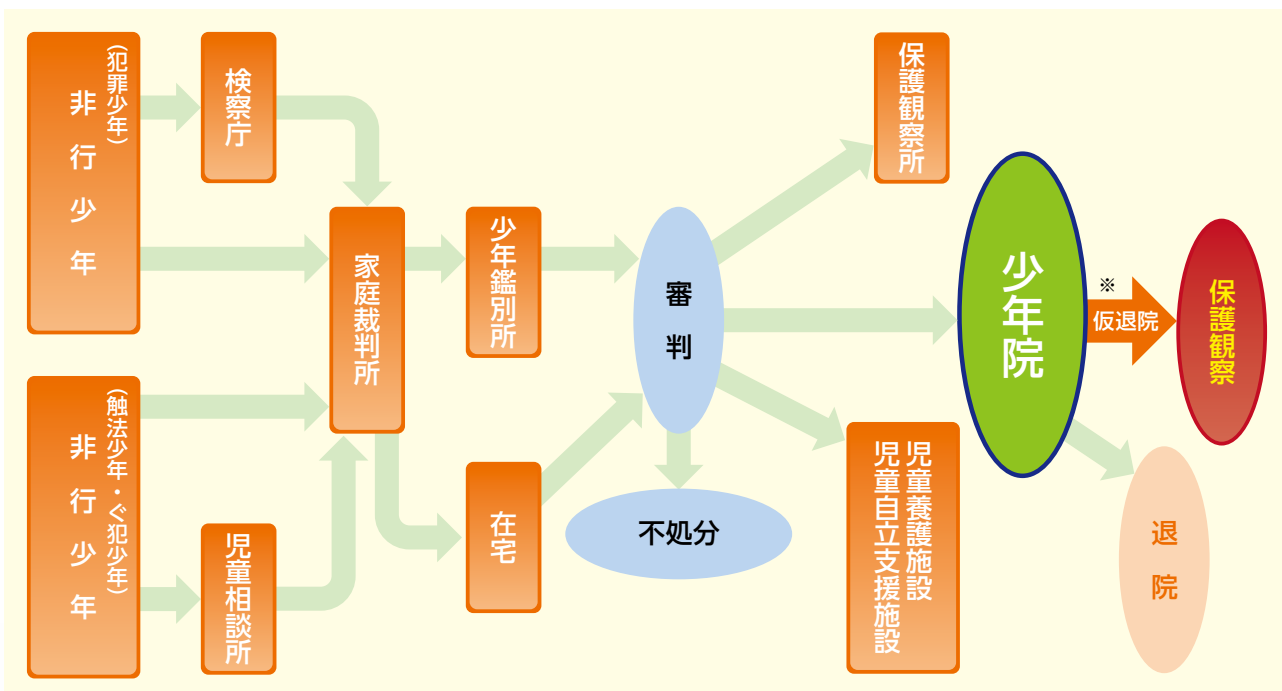 非行少年
(犯罪少年)
検察庁
非行少年
(触法少年・ぐ犯少年)
児童相談所
家庭裁判所
少年鑑別所
在宅
審判
不処分
保護観察所
児童養護施設
児童自立支援施設
少年院
※
仮退院
保護観察
退院